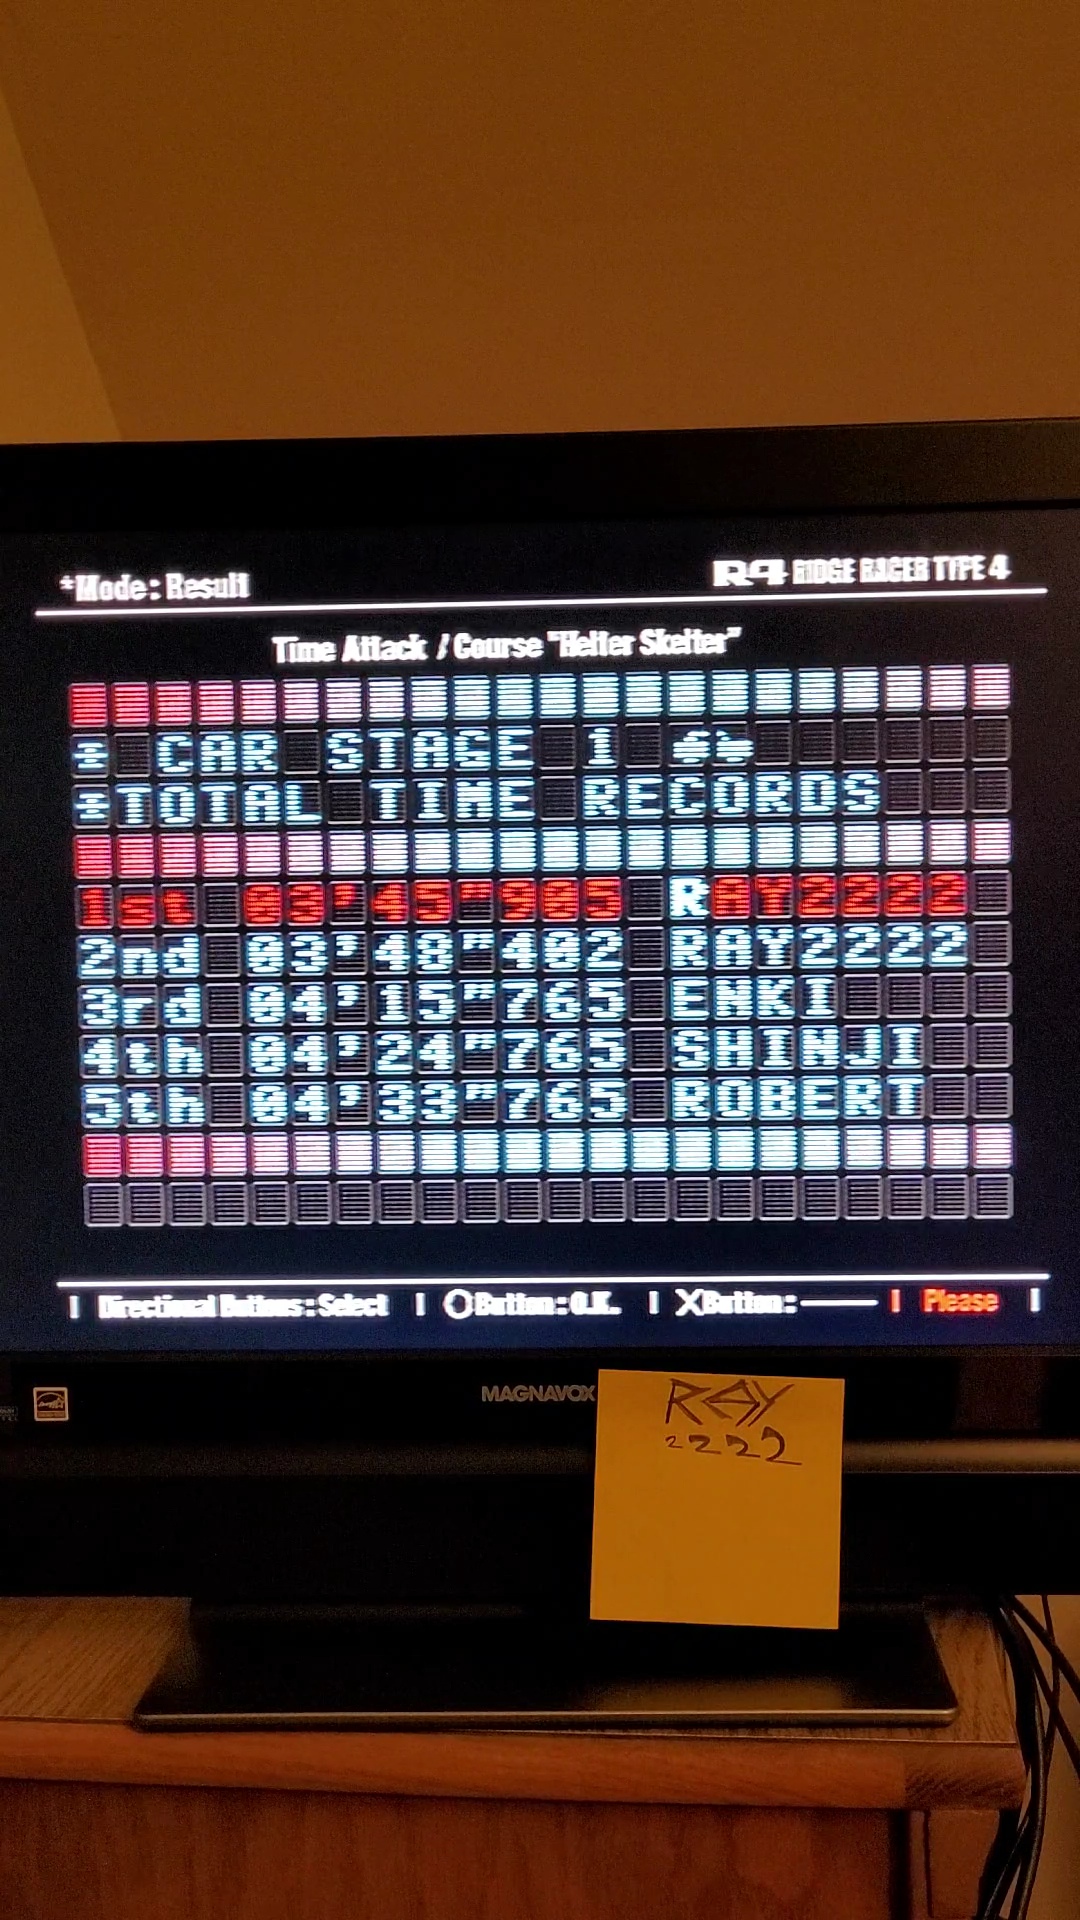 *Mode : Result
R4 RIDGE RACER TYPE 4
Time Attack / Course "Helter Skelter"
* CAR STAGE 1
*TOTAL TIME RECORDS
1st 03'45"905 RAY2222
2nd 03'48"402 RAY2222
3rd 04'15"765 ENKI
4th 04'24"765 SHINJI
5th 04'33"765 ROBERT
| Directional Buttons : Select | ○Button : O.K. | ×Button : ——— | Please |
MAGNAVOX
RAY
2222